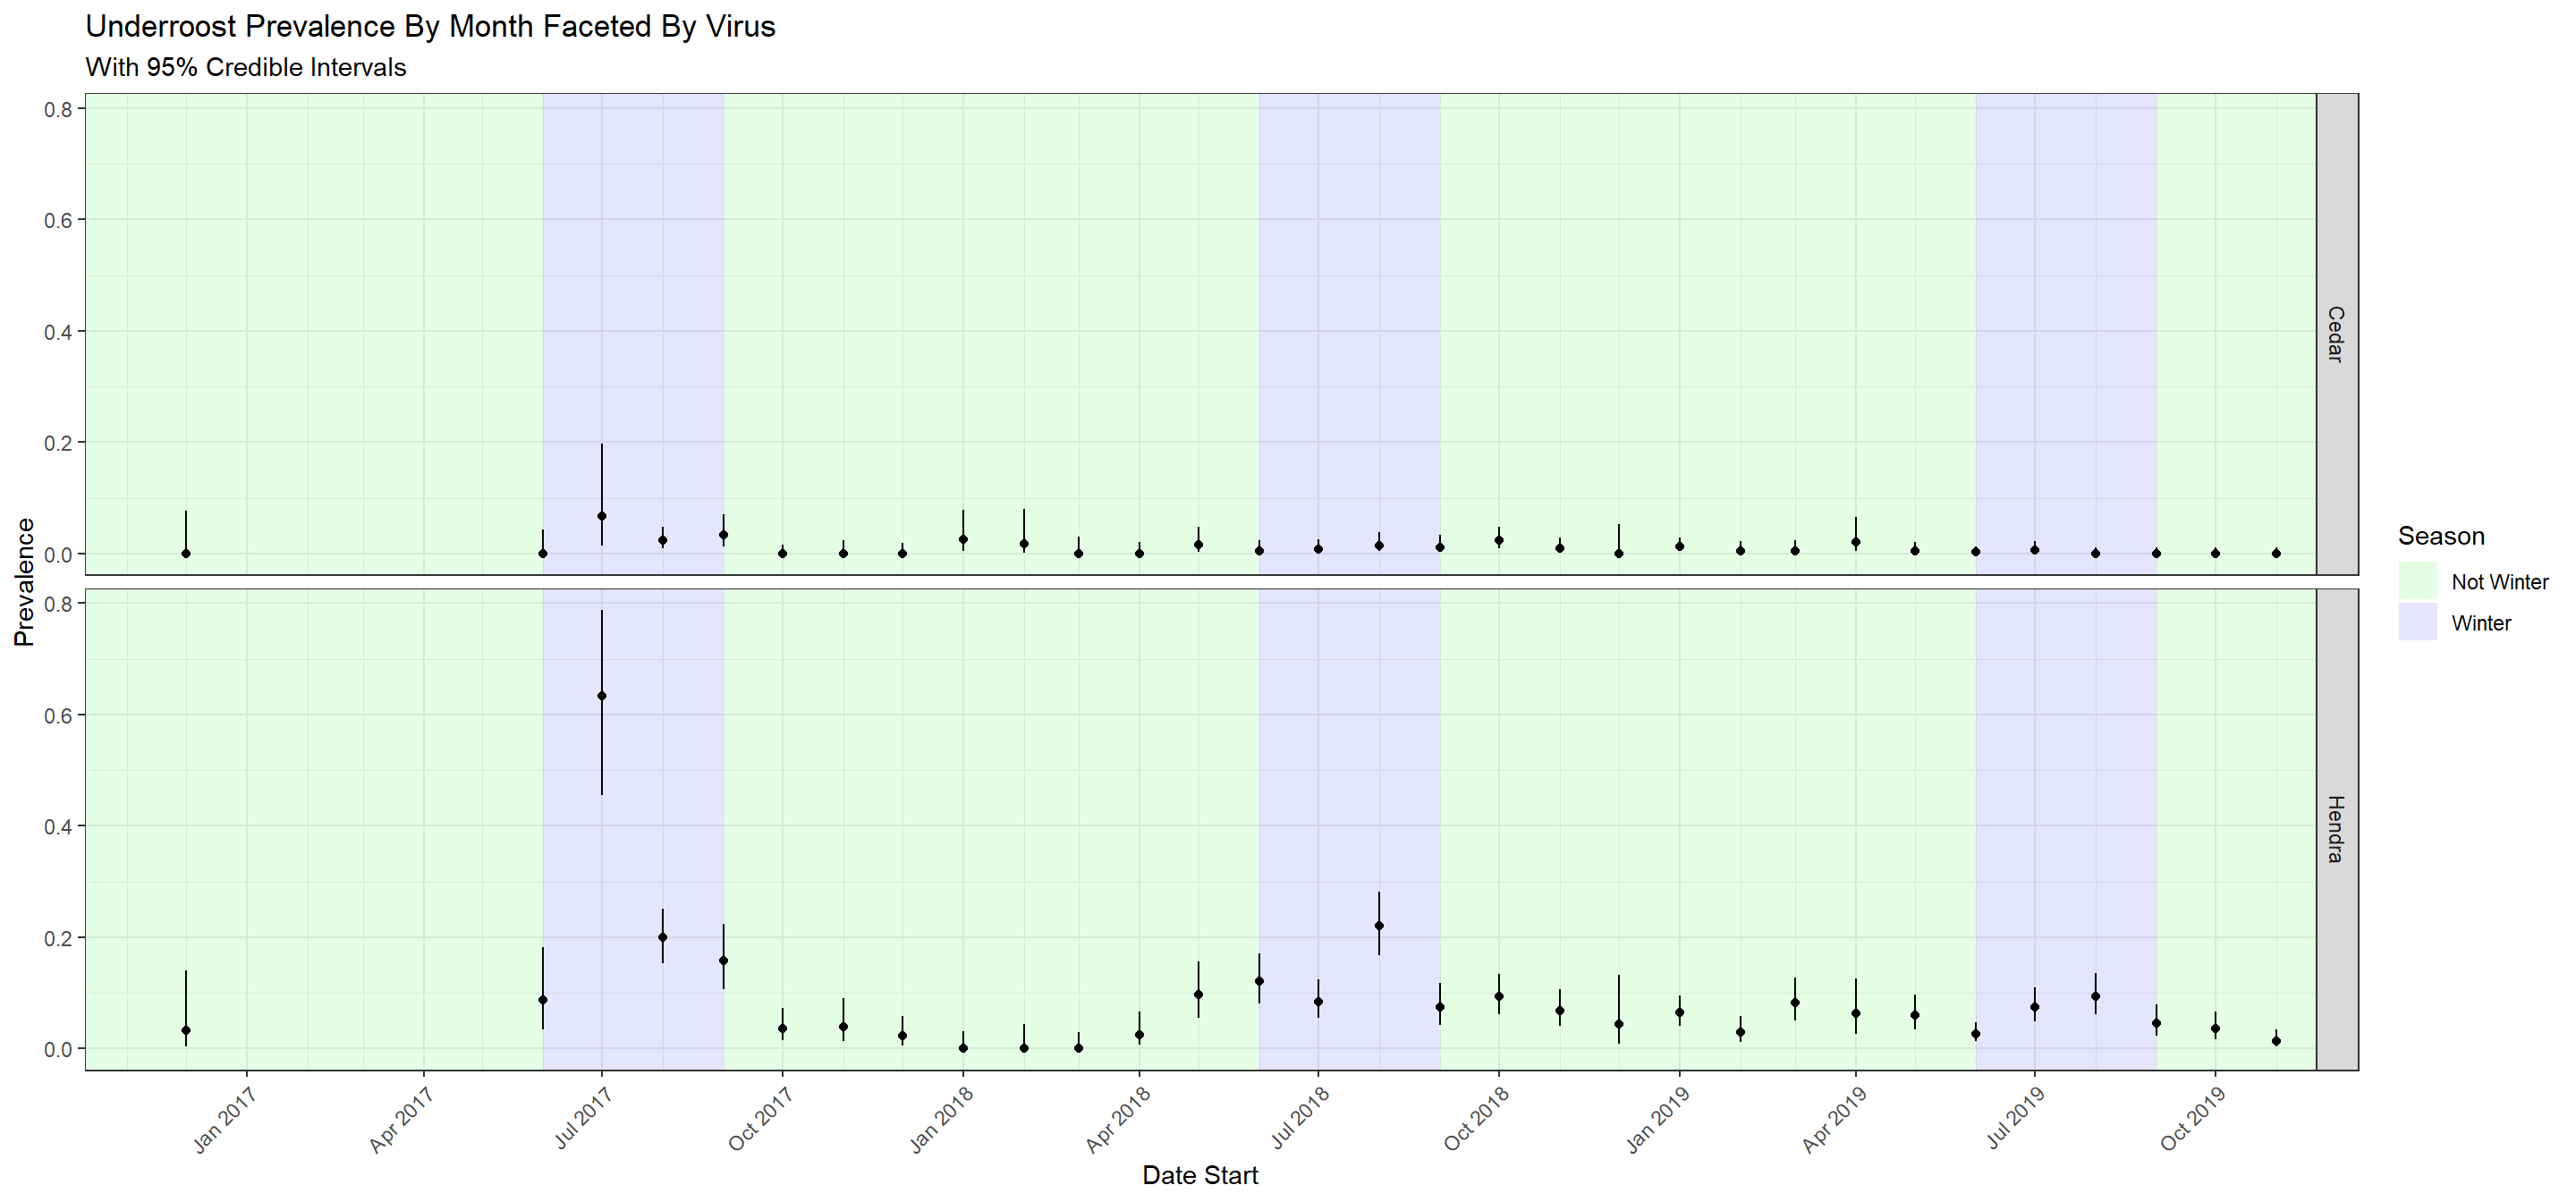 Underroost Prevalence By Month Faceted By Virus
With 95% Credible Intervals
Prevalence
0.8
0.6
0.4
0.2
0.0
Cedar
0.8
0.6
0.4
0.2
0.0
Hendra
Jan 2017
Apr 2017
Jul 2017
Oct 2017
Jan 2018
Apr 2018
Jul 2018
Oct 2018
Jan 2019
Apr 2019
Jul 2019
Oct 2019
Date Start
Season
Not Winter
Winter